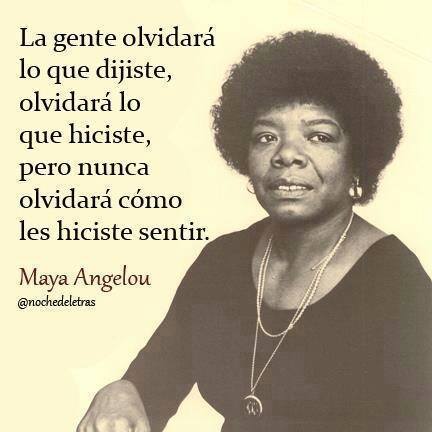 La gente olvidará
lo que dijiste,
olvidará lo
que hiciste,
pero nunca
olvidará cómo
les hiciste sentir.
Maya Angelou
@nochedeletras